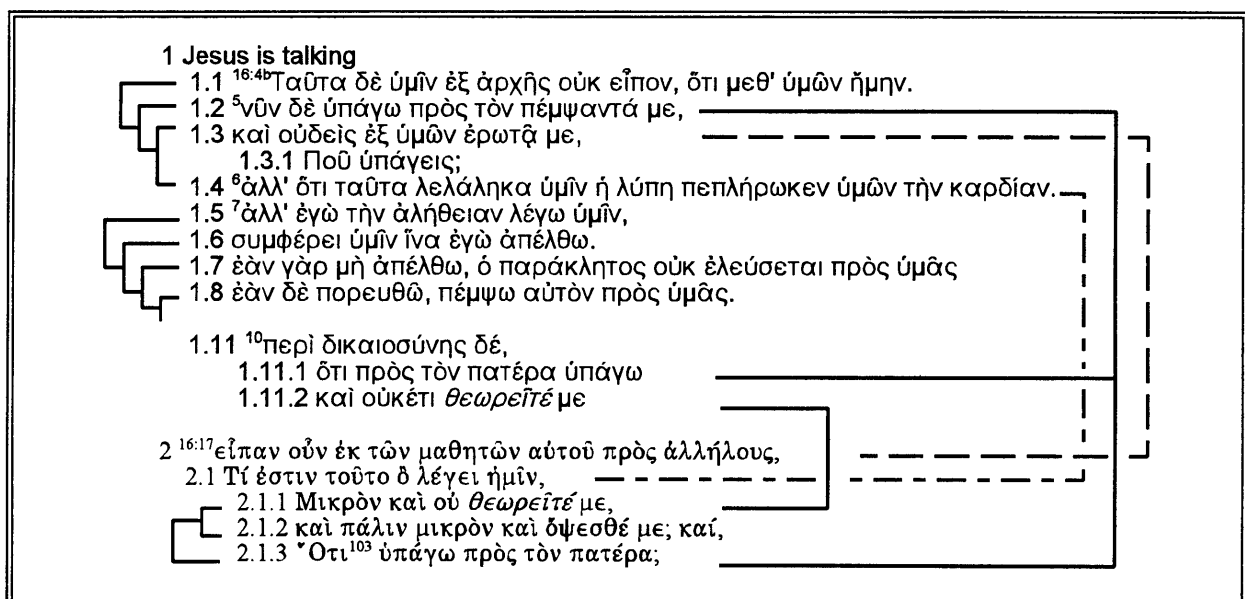 1 Jesus is talking
1.1 16:4bΤαῦτα δὲ ὑμῖν ἐξ ἀρχῆς οὐκ εἶπον, ὅτι μεθ' ὑμῶν ἤμην.
1.2 5νῦν δὲ ὑπάγω πρὸς τὸν πέμψαντά με,
1.3 καὶ οὐδεὶς ἐξ ὑμῶν ἐρωτᾷ με,
1.3.1 Ποῦ ὑπάγεις;
1.4 6ἀλλ' ὅτι ταῦτα λελάληκα ὑμῖν ἡ λύπη πεπλήρωκεν ὑμῶν τὴν καρδίαν.
1.5 7ἀλλ' ἐγὼ τὴν ἀλήθειαν λέγω ὑμῖν,
1.6 συμφέρει ὑμῖν ἵνα ἐγὼ ἀπέλθω.
1.7 ἐὰν γὰρ μὴ ἀπέλθω, ὁ παράκλητος οὐκ ἐλεύσεται πρὸς ὑμᾶς
1.8 ἐὰν δὲ πορευθῶ, πέμψω αὐτὸν πρὸς ὑμᾶς.
1.11 10περὶ δικαιοσύνης δέ,
1.11.1 ὅτι πρὸς τὸν πατέρα ὑπάγω
1.11.2 καὶ οὐκέτι θεωρεῖτέ με
2 16:17εἶπαν οὖν ἐκ τῶν μαθητῶν αὐτοῦ πρὸς ἀλλήλους,
2.1 Τί ἐστιν τοῦτο ὃ λέγει ἡμῖν,
2.1.1 Μικρὸν καὶ οὐ θεωρεῖτέ με,
2.1.2 καὶ πάλιν μικρὸν καὶ ὄψεσθέ με; καί,
2.1.3 Ὅτι103 ὑπάγω πρὸς τὸν πατέρα;